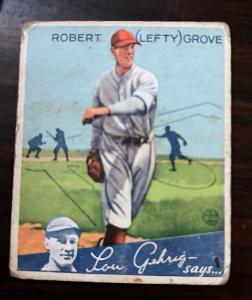 ROBERT (LEFTY) GROVE
Lou Gehrig-
says...